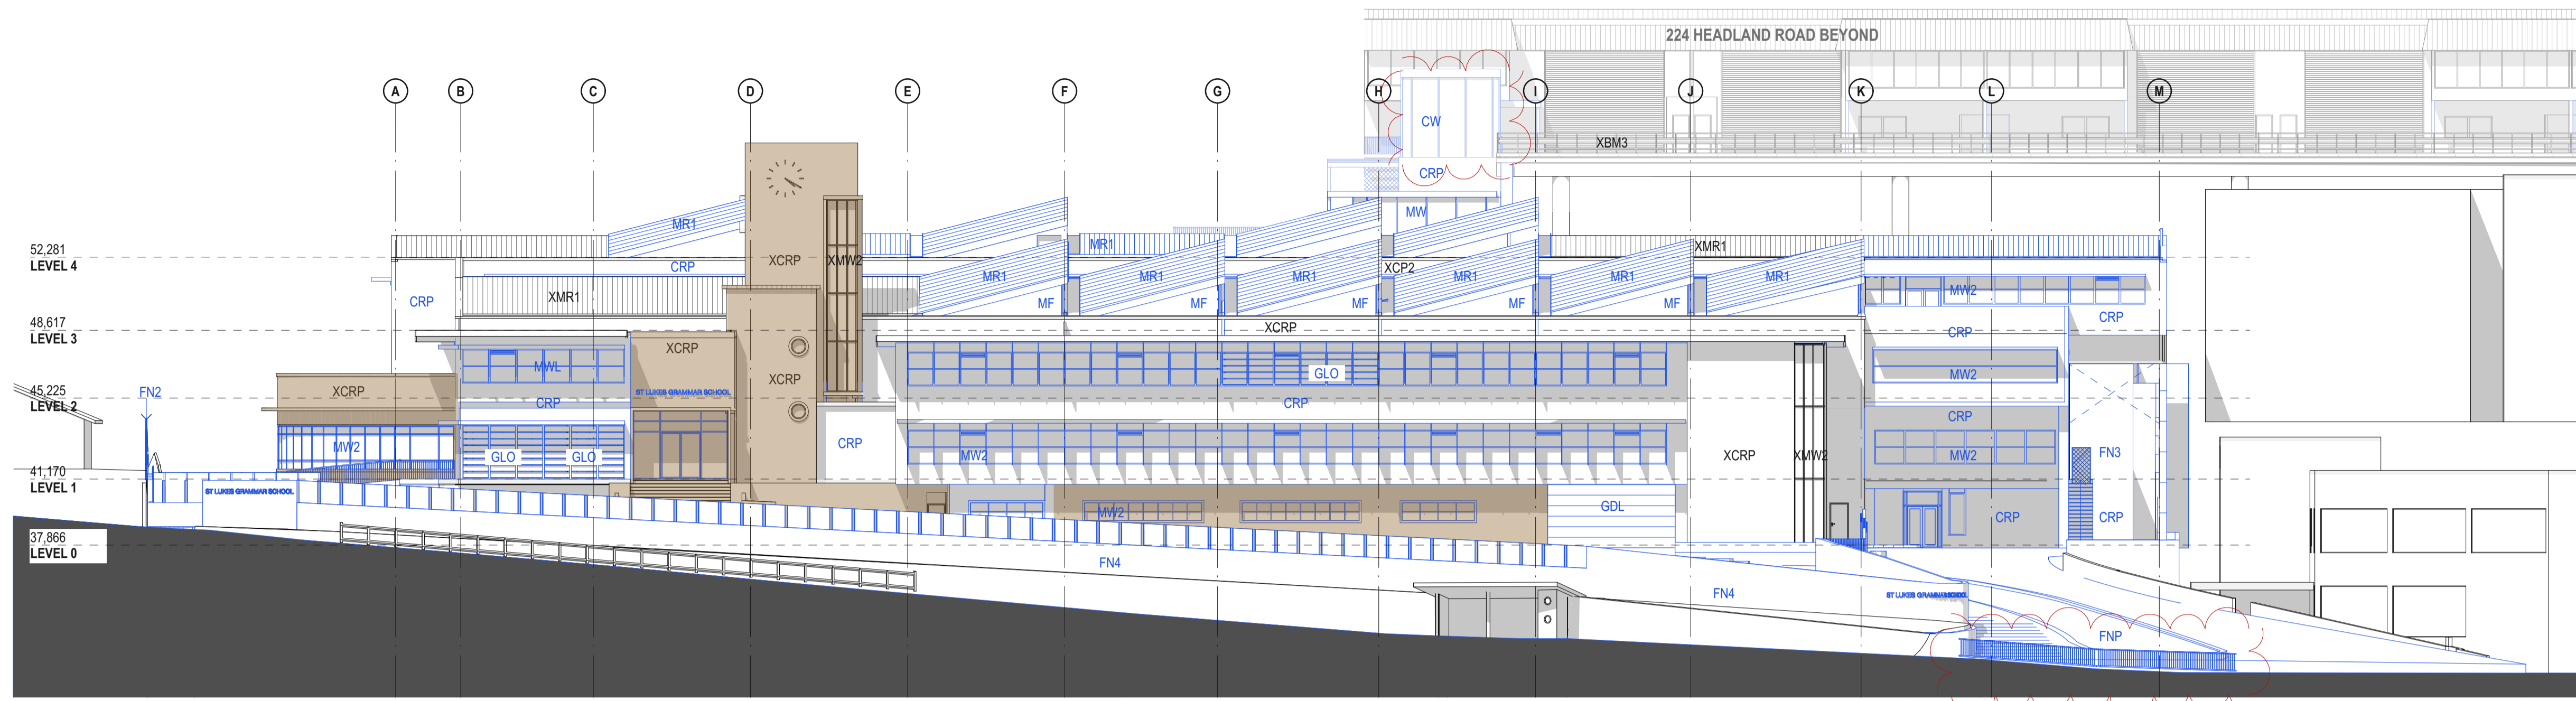 224 HEADLAND ROAD BEYOND
A B C D E F G H I J K L M
CW
XBM3
CRP
MR1
MW
52,281
LEVEL 4
MR1
XMR1
XCRP
XMW2
CRP
XCP2
CRP
XMR1
MR1
MR1
MR1
MR1
MR1
MR1
MW2
MF
MF
MF
MF
MF
CRP
48,617
LEVEL 3
XCRP
CRP
XCRP
MWL
GLO
MW2
XCRP
45,225
LEVEL 2
FN2
XCRP
ST LUKES GRAMMAR SCHOOL
CRP
CRP
CRP
MW2
GLO
GLO
CRP
MW2
XCRP
XMW2
MW2
FN3
41,170
LEVEL 1
ST LUKES GRAMMAR SCHOOL
MW2
GDL
CRP
CRP
37,866
LEVEL 0
FN4
FN4
ST LUKES GRAMMAR SCHOOL
FNP